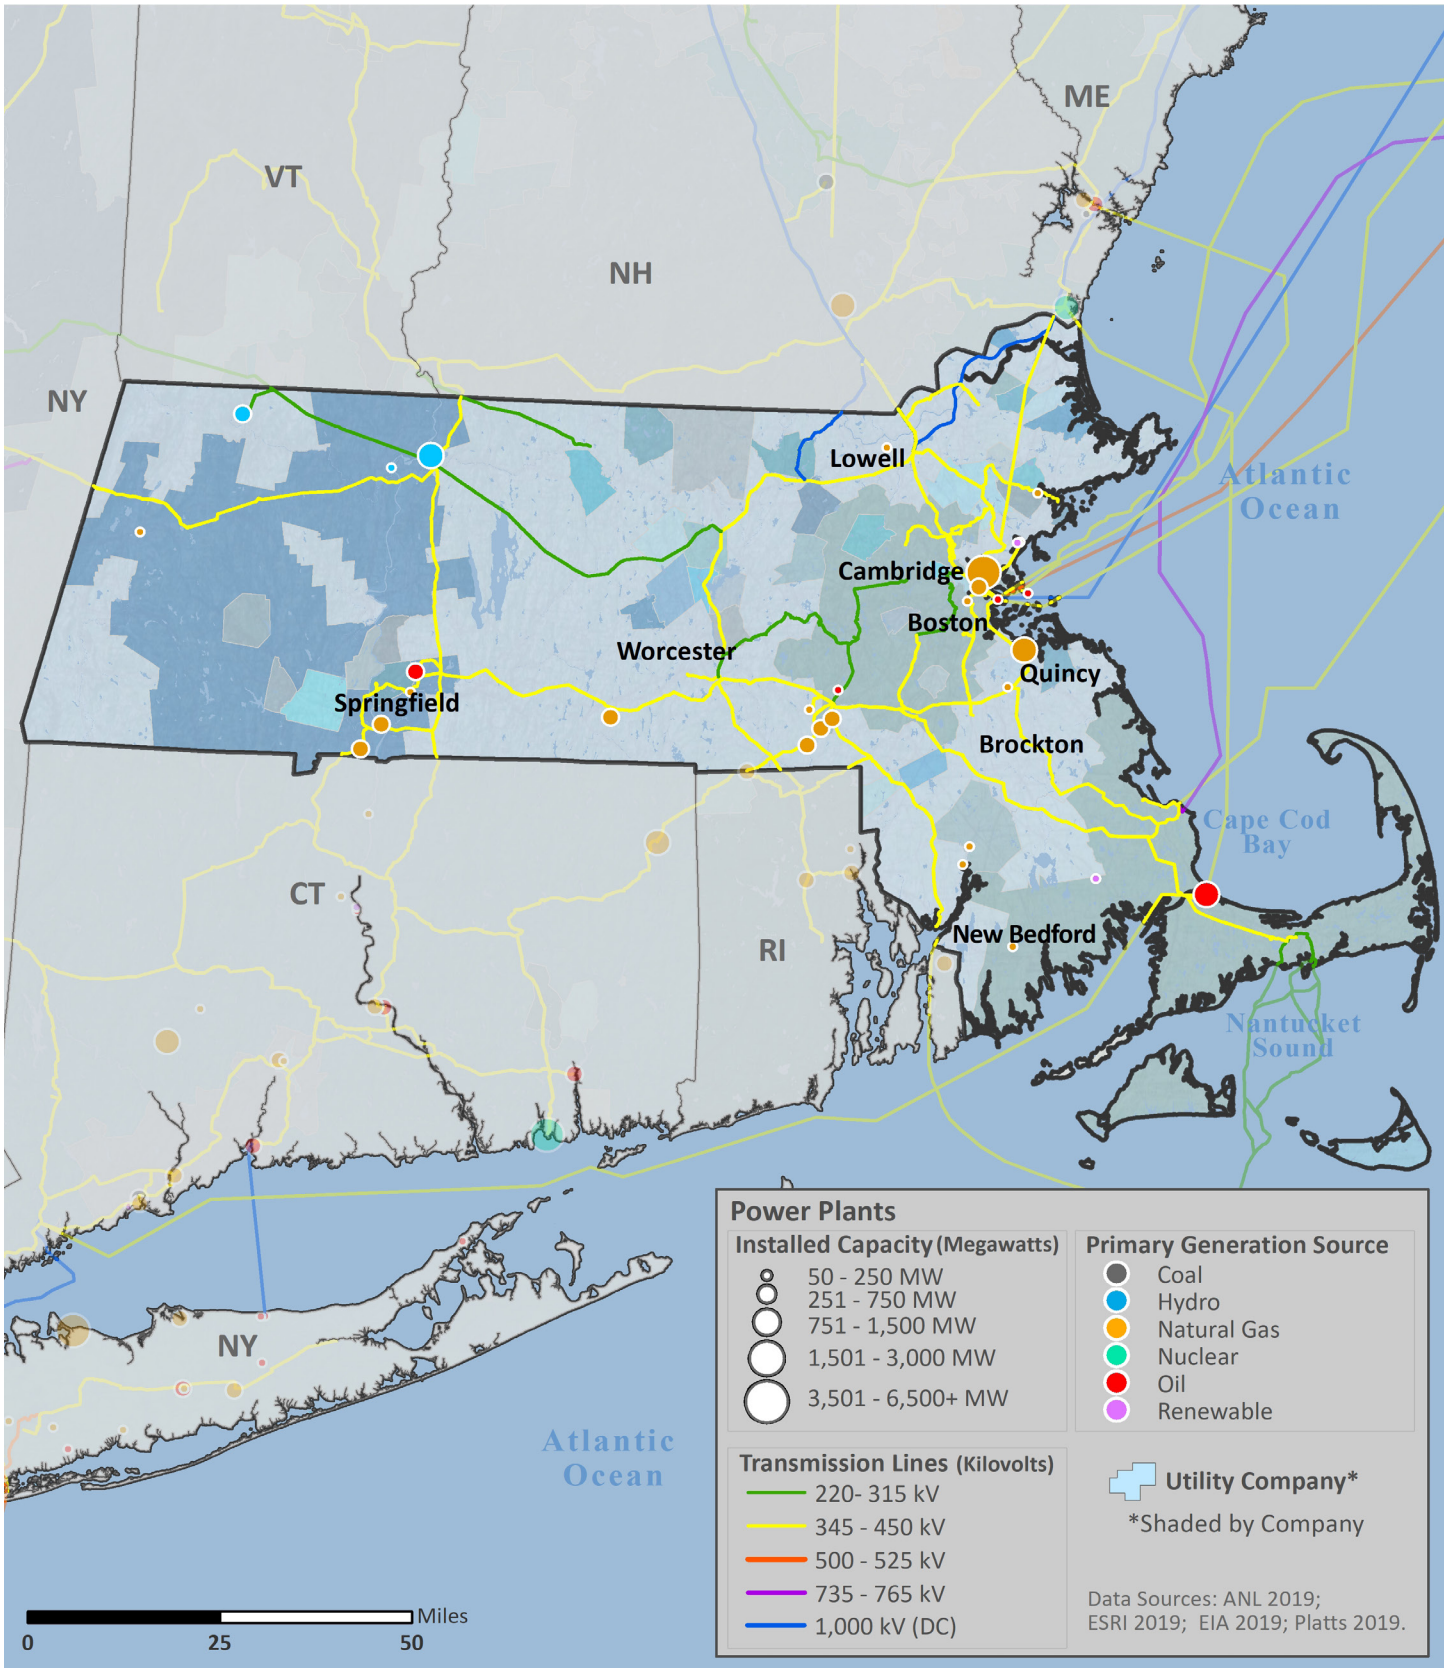 ME
VT
NH
NY
Lowell
Atlantic
Ocean
Cambridge
Boston
Worcester
Quincy
Springfield
Brockton
Cape Cod
Bay
CT
RI
New Bedford
Nantucket
Sound
NY
Atlantic
Ocean
Power Plants
Installed Capacity (Megawatts)
50 - 250 MW
251 - 750 MW
751 - 1,500 MW
1,501 - 3,000 MW
3,501 - 6,500+ MW
Primary Generation Source
Coal
Hydro
Natural Gas
Nuclear
Oil
Renewable
Transmission Lines (Kilovolts)
220- 315 kV
345 - 450 kV
500 - 525 kV
735 - 765 kV
1,000 kV (DC)
Utility Company*
*Shaded by Company
Data Sources: ANL 2019;
ESRI 2019; EIA 2019; Platts 2019.
Miles
0 25 50